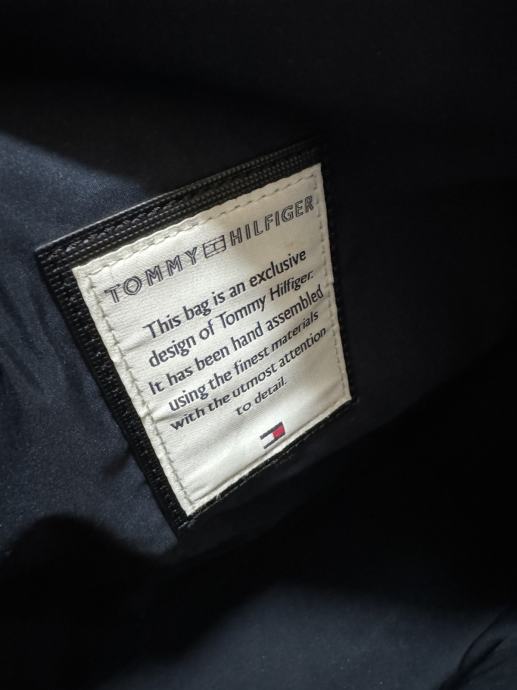 TOMMY HILFIGER
This bag is an exclusive
design of Tommy Hilfiger.
It has been hand assembled
using the finest materials
with the utmost attention
to detail.